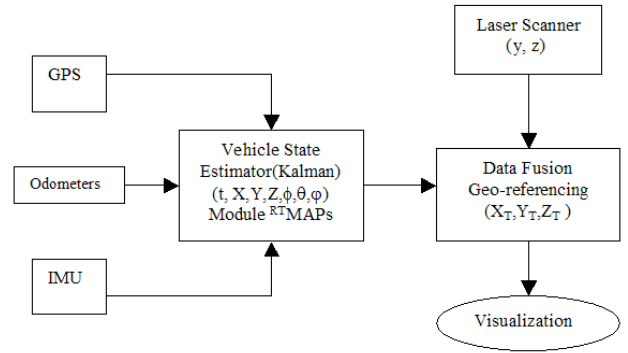 Laser Scanner
(y, z)
GPS
Vehicle State
Estimator(Kalman)
(t, X,Y,Z,ϕ,θ,φ)
Module ᴿᵀMAPs
Odometers
Data Fusion
Geo-referencing
(X_T,Y_T,Z_T )
IMU
Visualization